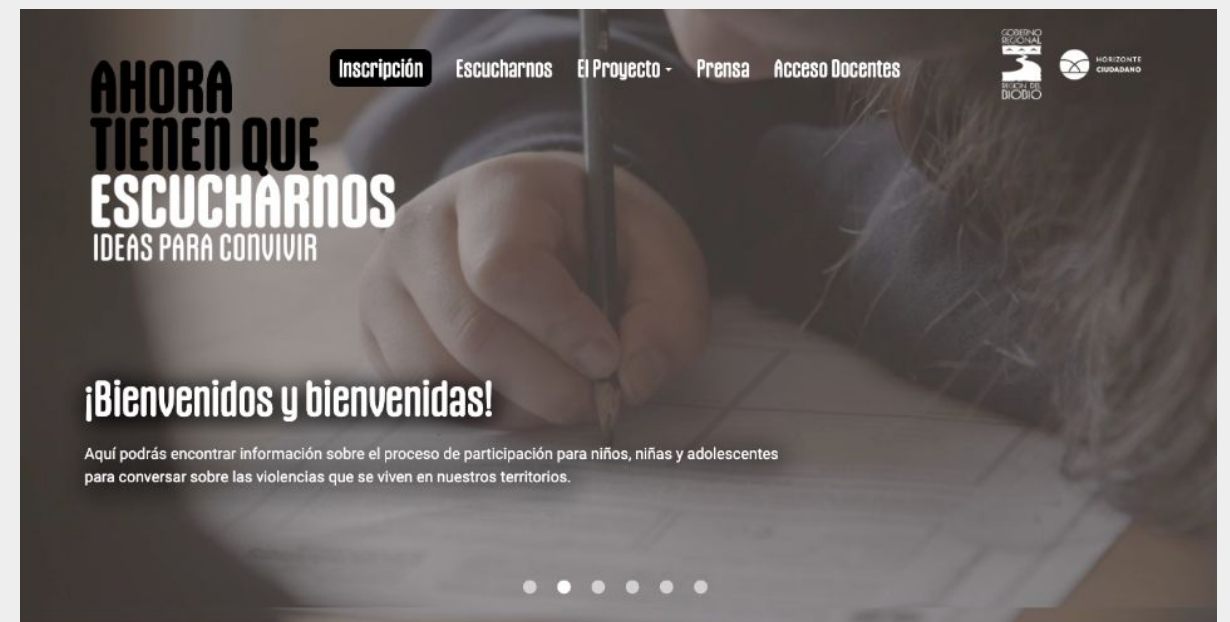 AHORA
TIENEN QUE
ESCUCHARNOS
IDEAS PARA CONVIVIR
Inscripción
Escucharnos
El Proyecto
Prensa
Acceso Docentes
GOBIERNO
REGIONAL
REGIÓN DEL
BIOBIO
HORIZONTE
CIUDADANO
¡Bienvenidos y bienvenidas!
Aquí podrás encontrar información sobre el proceso de participación para niños, niñas y adolescentes
para conversar sobre las violencias que se viven en nuestros territorios.